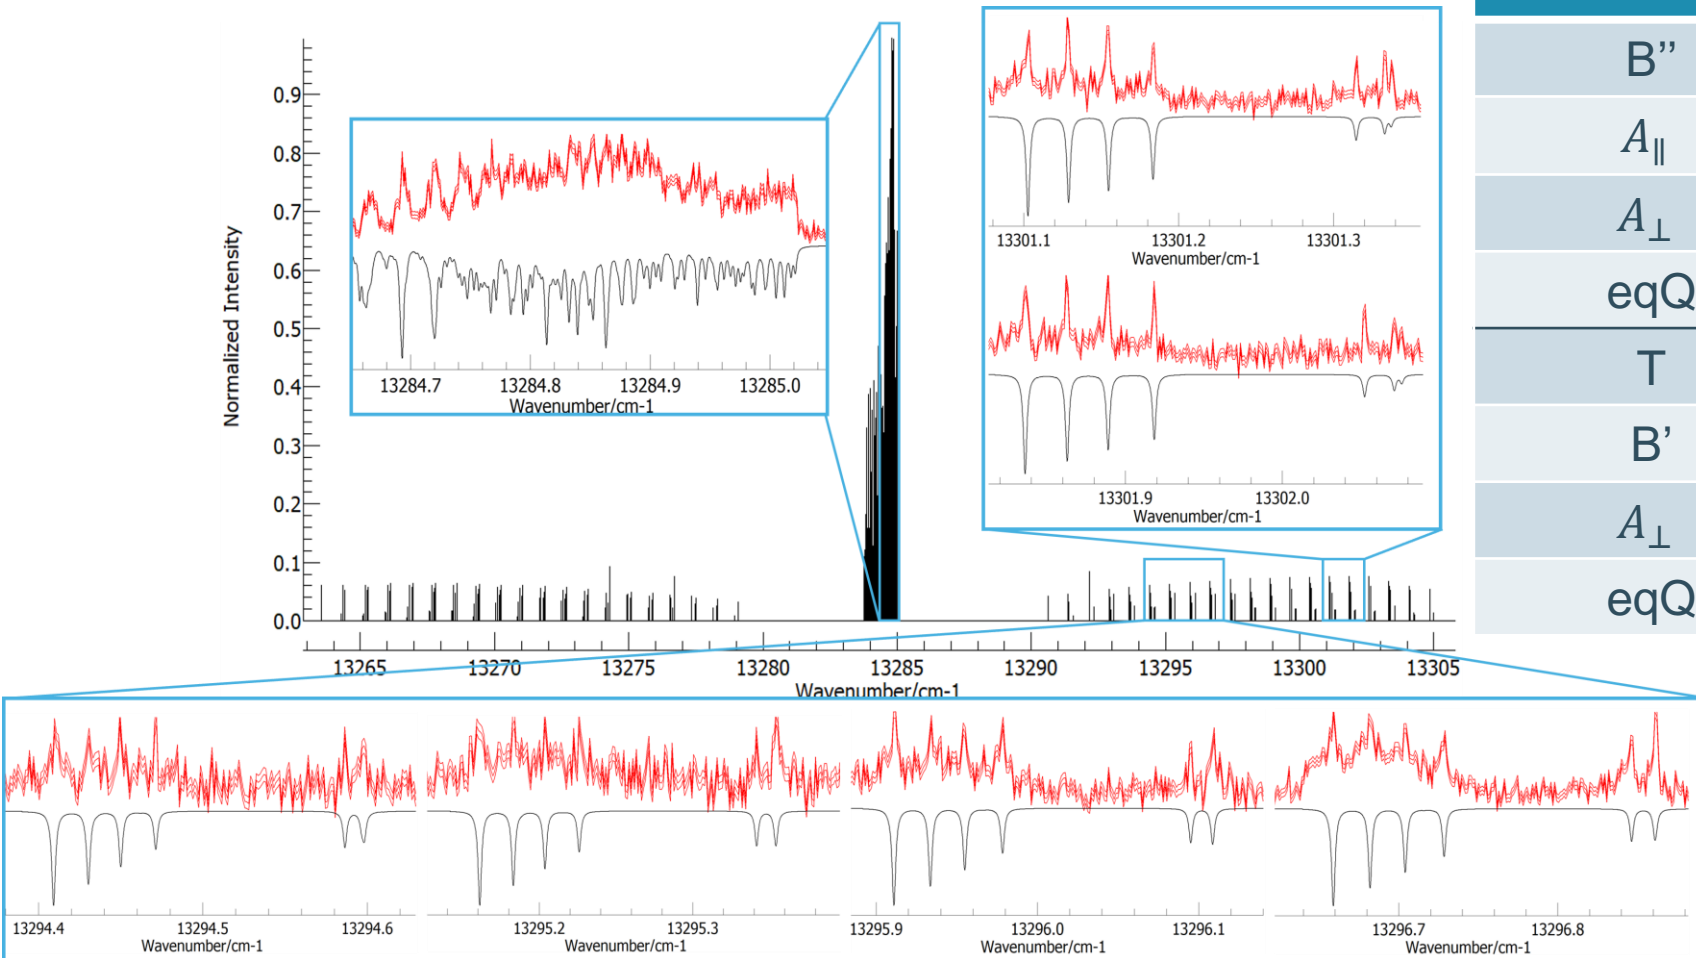 Normalized Intensity
0.9
0.8
0.7
0.6
0.5
0.4
0.3
0.2
0.1
0.0
13265 13270 13275 13280 13285 13290 13295 13300 13305
Wavenumber/cm-1
13284.7 13284.8 13284.9 13285.0
Wavenumber/cm-1
13301.1 13301.2 13301.3
Wavenumber/cm-1
13301.9 13302.0
Wavenumber/cm-1
B’’
A∥
A⊥
eqQ
T
B’
A⊥
eqQ
13294.4 13294.5 13294.6
Wavenumber/cm-1
13295.2 13295.3
Wavenumber/cm-1
13295.9 13296.0 13296.1
Wavenumber/cm-1
13296.7 13296.8
Wavenumber/cm-1